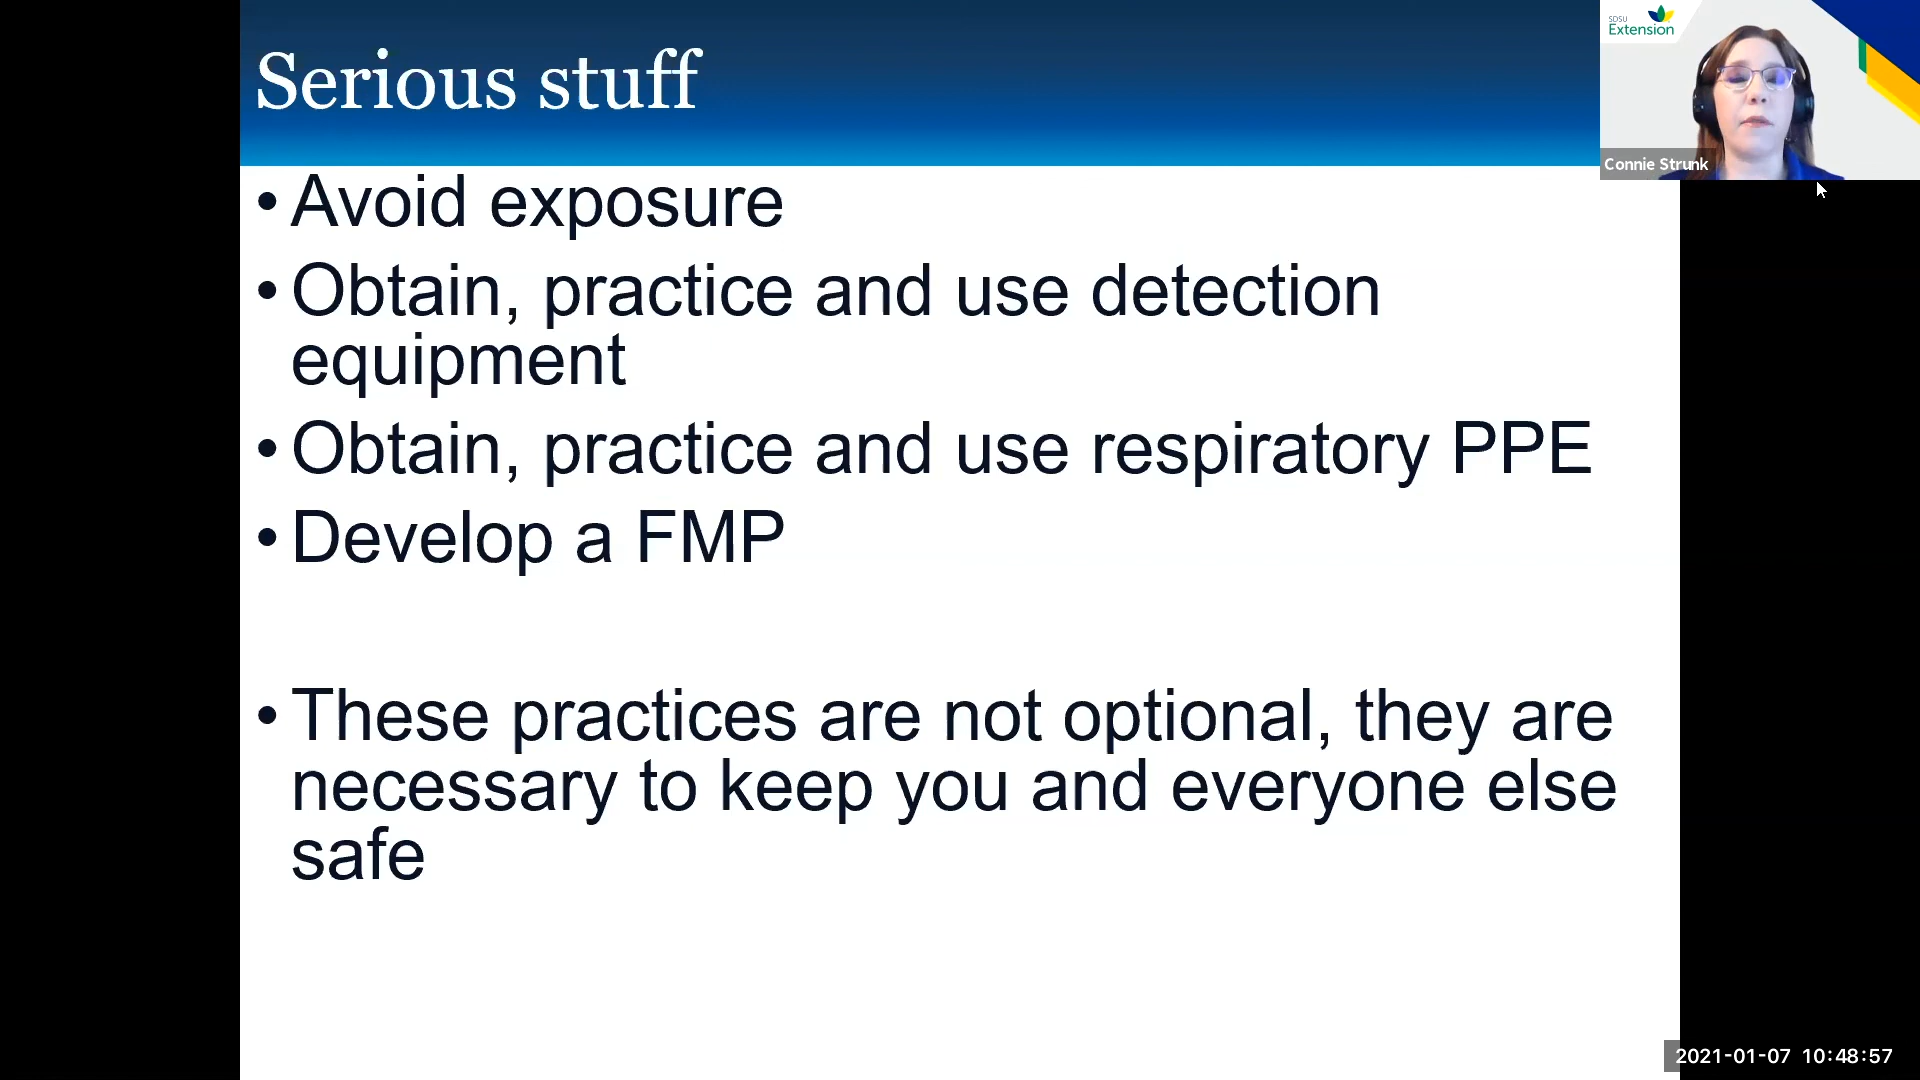 Serious stuff
SDSU
Extension
Connie Strunk
• Avoid exposure
• Obtain, practice and use detection
equipment
• Obtain, practice and use respiratory PPE
• Develop a FMP
• These practices are not optional, they are
necessary to keep you and everyone else
safe
2021-01-07 10:48:57